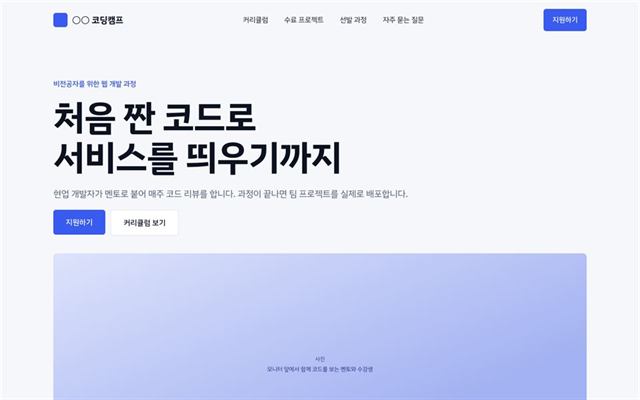 ○○ 코딩캠프
커리큘럼
수료 프로젝트
선발 과정
자주 묻는 질문
지원하기
비전공자를 위한 웹 개발 과정
처음 짠 코드로
서비스를 띄우기까지
현업 개발자가 멘토로 붙어 매주 코드 리뷰를 합니다. 과정이 끝나면 팀 프로젝트를 실제로 배포합니다.
지원하기
커리큘럼 보기
사진
모니터 앞에서 함께 코드를 보는 멘토와 수강생